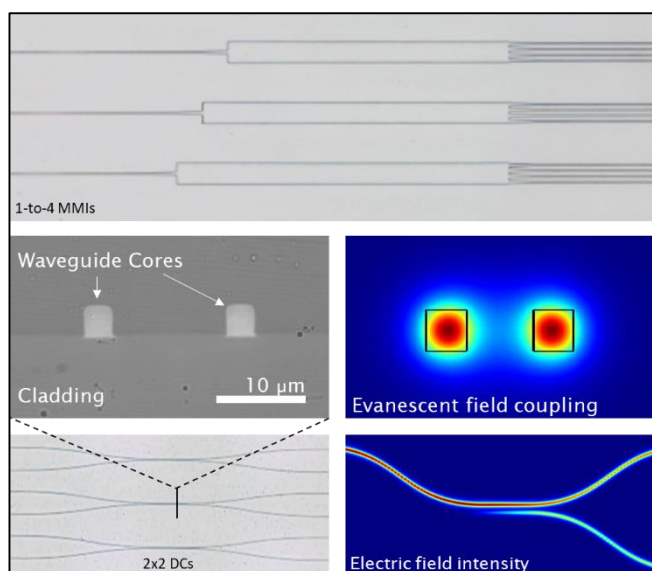 1-to-4 MMIs
Waveguide Cores
Cladding
10 µm
Evanescent field coupling
2x2 DCs
Electric field intensity